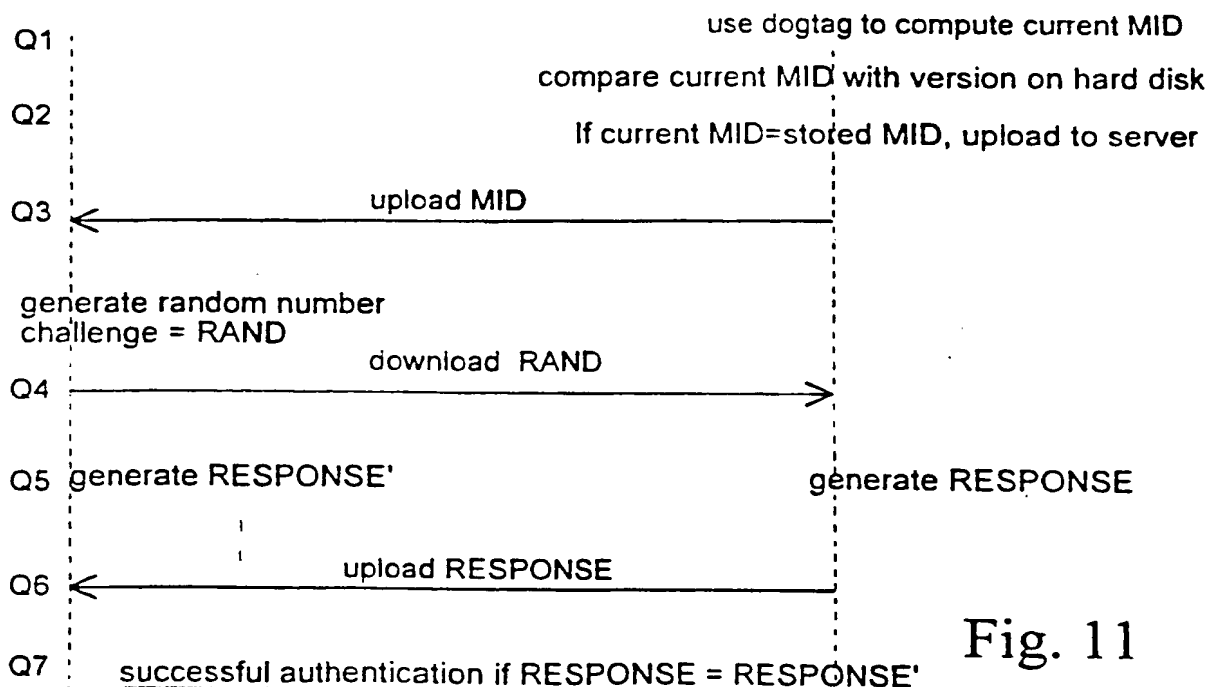 use dogtag to compute current MID
Q1
compare current MID with version on hard disk
Q2
If current MID=stored MID, upload to server
upload MID
Q3
generate random number
challenge = RAND
download RAND
Q4
Q5 generate RESPONSE' generate RESPONSE
upload RESPONSE
Q6
Fig. 11
Q7 successful authentication if RESPONSE = RESPONSE'